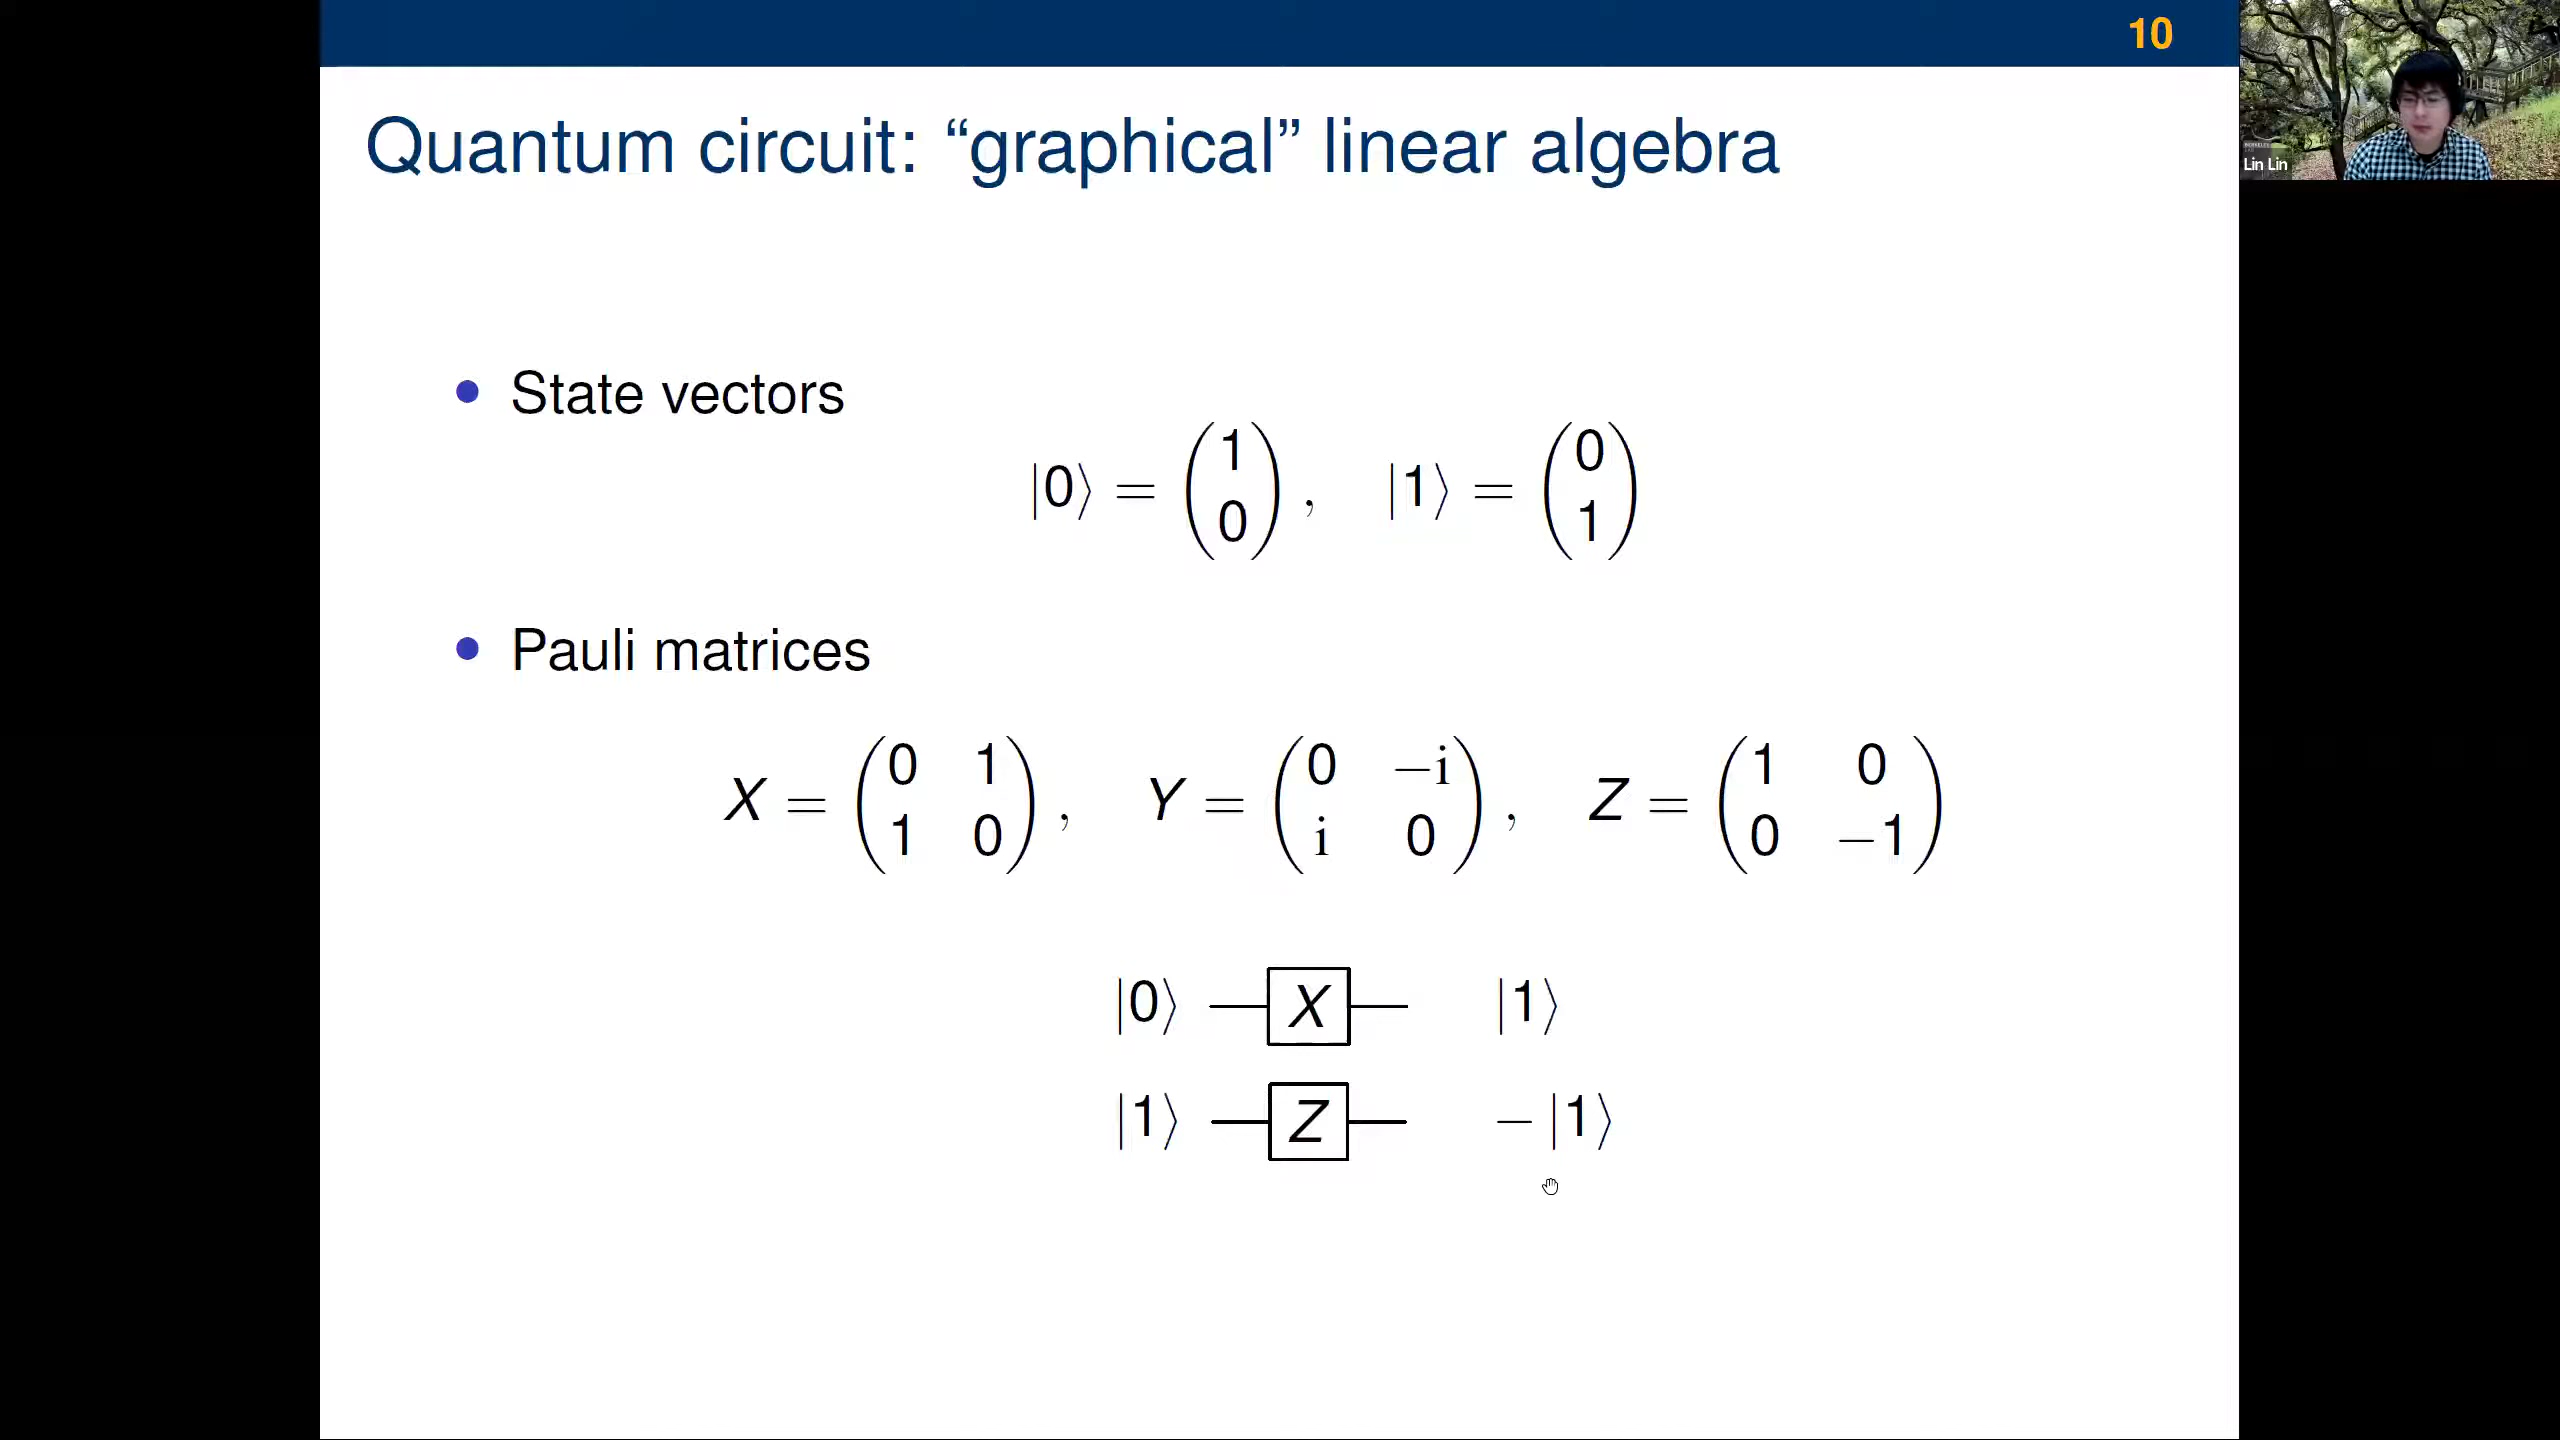 10
Quantum circuit: “graphical” linear algebra
Lin Lin
• State vectors
|0⟩ = (1 0), |1⟩ = (0 1)
• Pauli matrices
X = (0 1 1 0), Y = (0 −i i 0), Z = (1 0 0 −1)
|0⟩ X |1⟩
|1⟩ Z −|1⟩